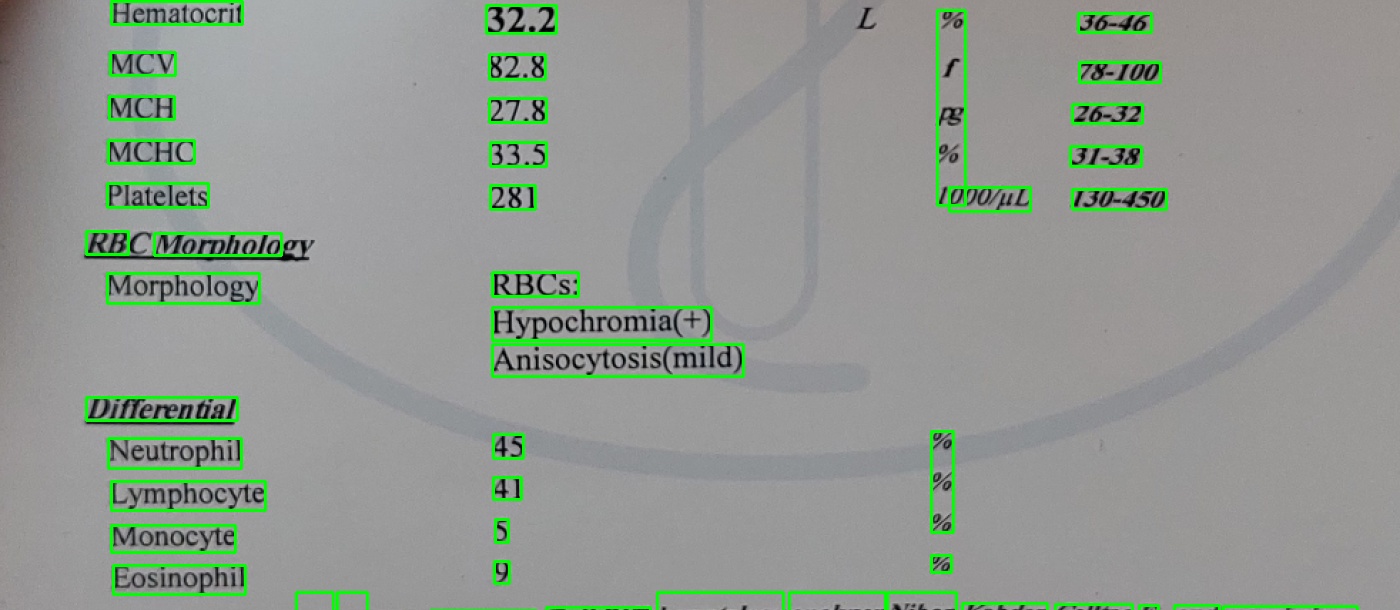 Hematocrit 32.2 L % 36-46
MCV 82.8 f 78-100
MCH 27.8 pg 26-32
MCHC 33.5 % 31-38
Platelets 281 1000/µL 130-450
RBC Morphology
Morphology RBCs:
Hypochromia(+)
Anisocytosis(mild)
Differential
Neutrophil 45 %
Lymphocyte 41 %
Monocyte 5 %
Eosinophil 9 %